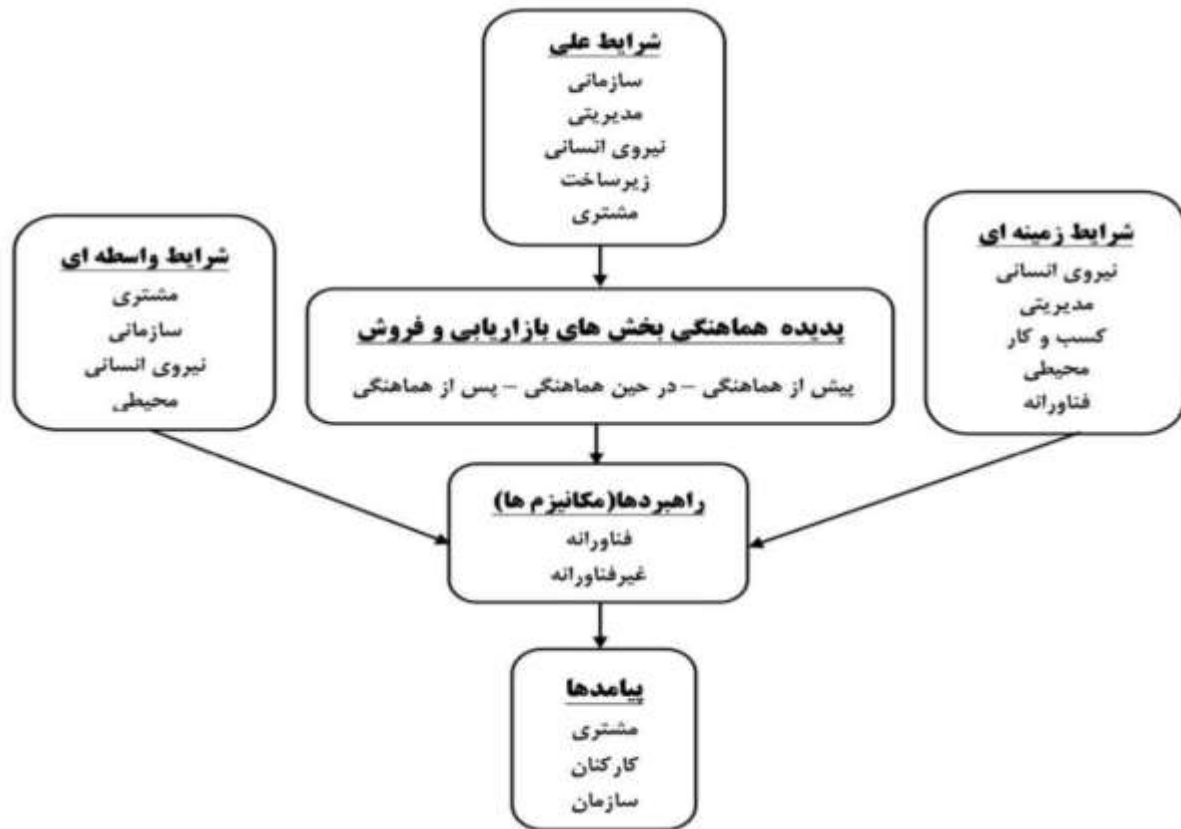 شرایط علی
سازمانی
مدیریتی
نیروی انسانی
زیرساخت
مشتری
شرایط زمینه ای
نیروی انسانی
مدیریتی
کسب و کار
محیطی
فناورانه
شرایط واسطه ای
مشتری
سازمانی
نیروی انسانی
محیطی
پدیده هماهنگی بخش های بازاریابی و فروش
پیش از هماهنگی – در حین هماهنگی – پس از هماهنگی
راهبردها(مکانیزم ها)
فناورانه
غیرفناورانه
پیامدها
مشتری
کارکنان
سازمان